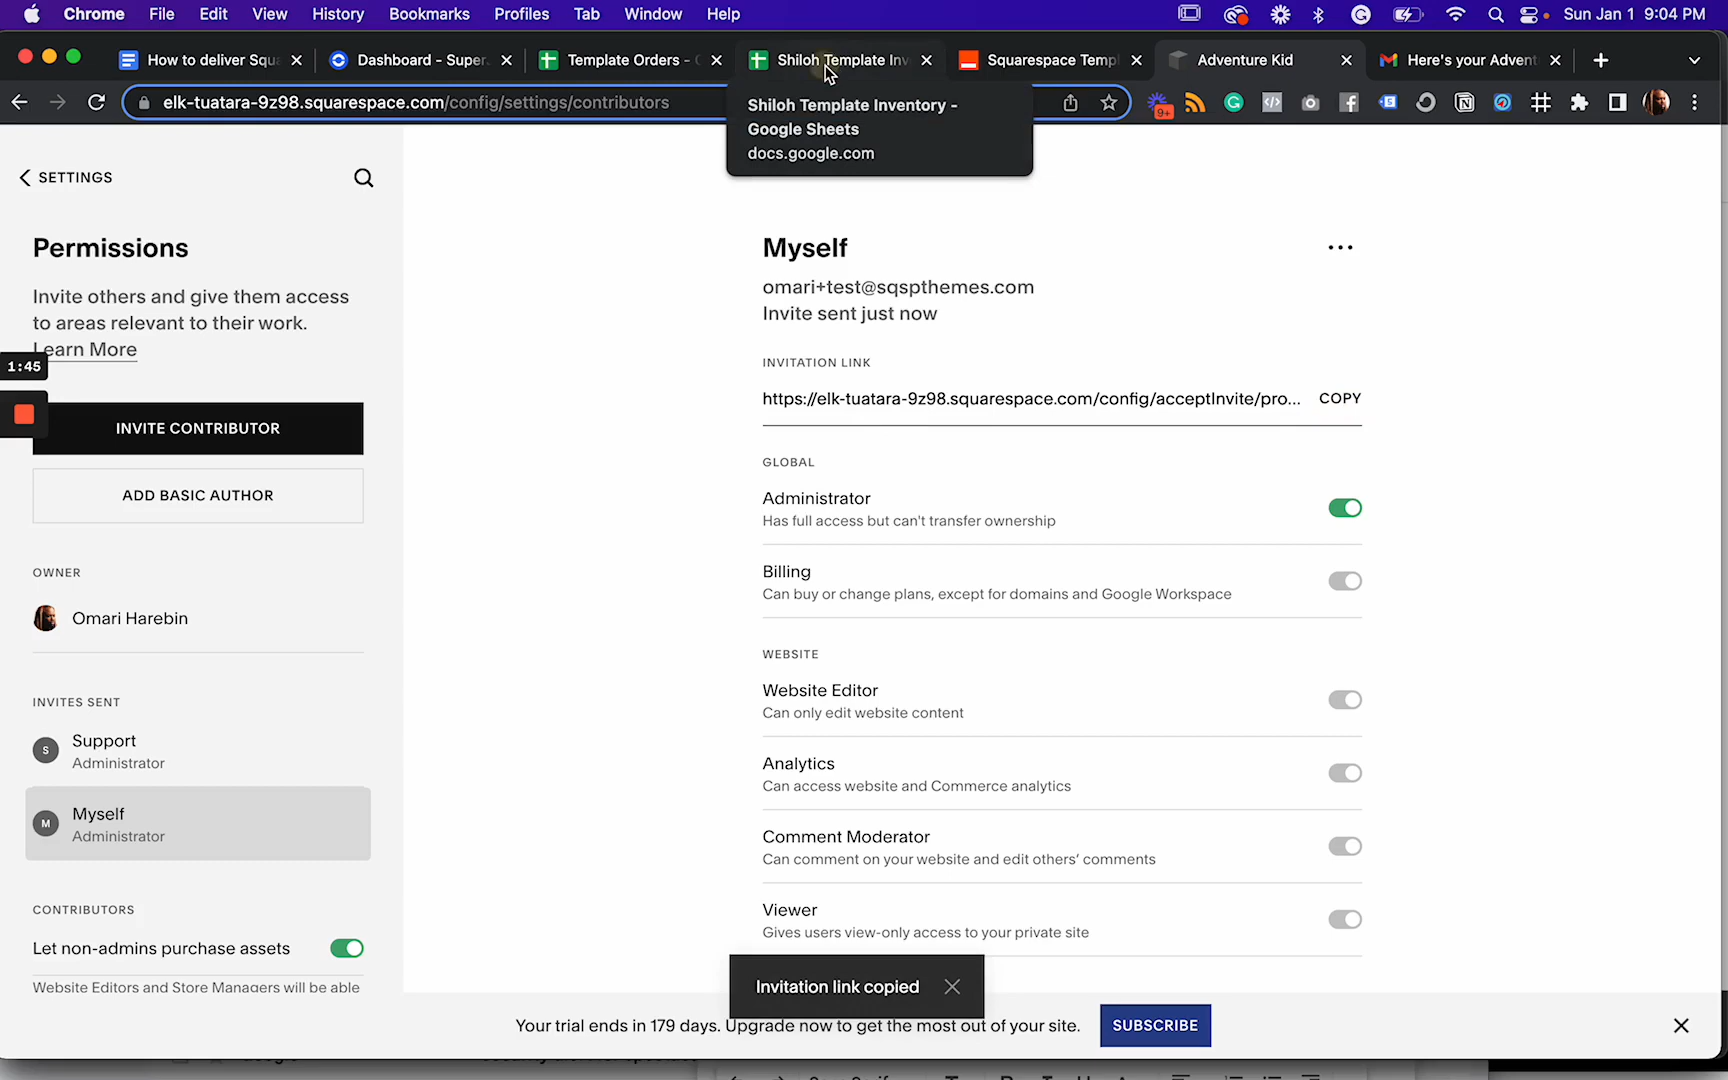 Chrome File Edit View History Bookmarks Profiles Tab Window Help Sun Jan 1 9:04 PM
How to deliver Squ Dashboard - Super. Template Orders - Shiloh Template Inv Squarespace Templ Adventure Kid Here's your Advent
elk-tuatara-9z98.squarespace.com/config/settings/contributors
9+
Shiloh Template Inventory -
Google Sheets
docs.google.com
SETTINGS
Permissions
Invite others and give them access
to areas relevant to their work.
Learn More
1:45
INVITE CONTRIBUTOR
ADD BASIC AUTHOR
OWNER
Omari Harebin
INVITES SENT
S
Support
Administrator
M
Myself
Administrator
CONTRIBUTORS
Let non-admins purchase assets
Website Editors and Store Managers will be able
Myself
omari+test@sqspthemes.com
Invite sent just now
INVITATION LINK
https://elk-tuatara-9z98.squarespace.com/config/acceptInvite/pro... COPY
GLOBAL
Administrator
Has full access but can't transfer ownership
Billing
Can buy or change plans, except for domains and Google Workspace
WEBSITE
Website Editor
Can only edit website content
Analytics
Can access website and Commerce analytics
Comment Moderator
Can comment on your website and edit others' comments
Viewer
Gives users view-only access to your private site
Invitation link copied
Your trial ends in 179 days. Upgrade now to get the most out of your site. SUBSCRIBE